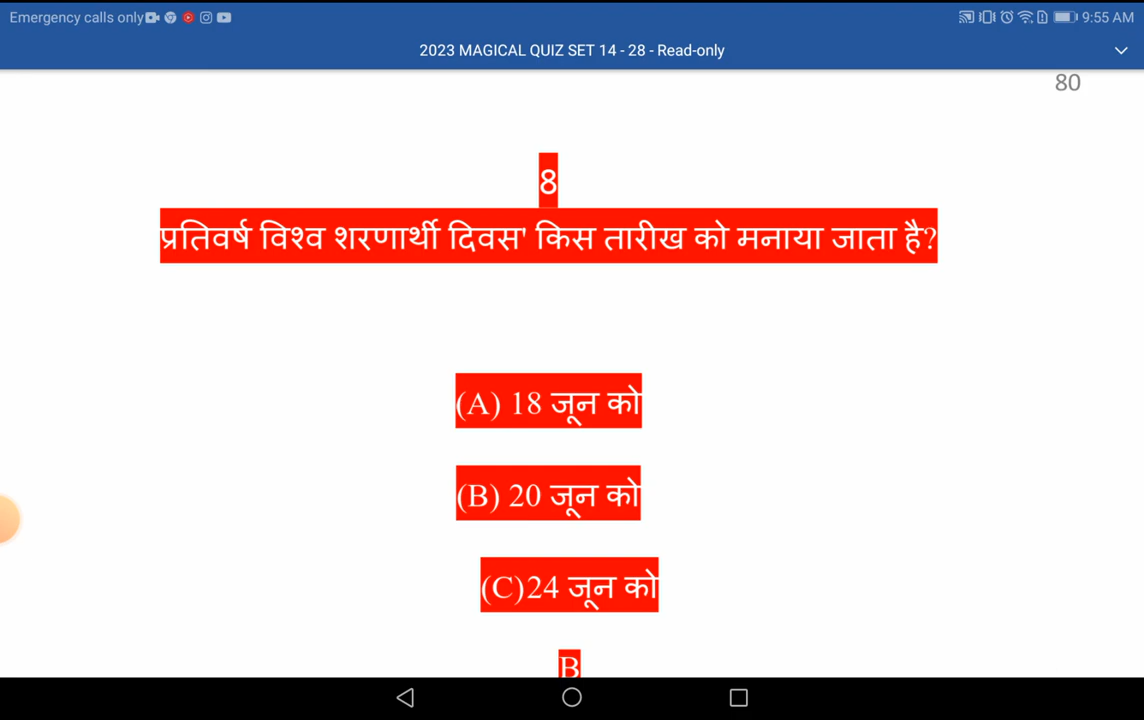 Emergency calls only
9:55 AM
2023 MAGICAL QUIZ SET 14 - 28 - Read-only
80
8
प्रतिवर्ष विश्व शरणार्थी दिवस' किस तारीख को मनाया जाता है?
(A) 18 जून को
(B) 20 जून को
(C)24 जून को
B